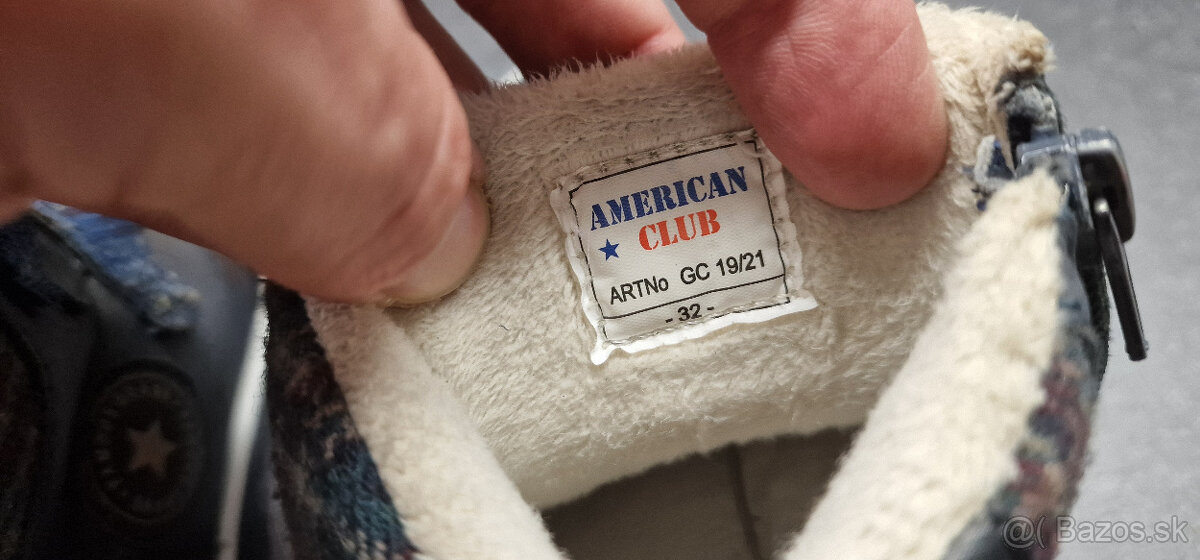 AMERICAN
CLUB
ARTNo GC 19/21
- 32 -
@( Bazos.sk